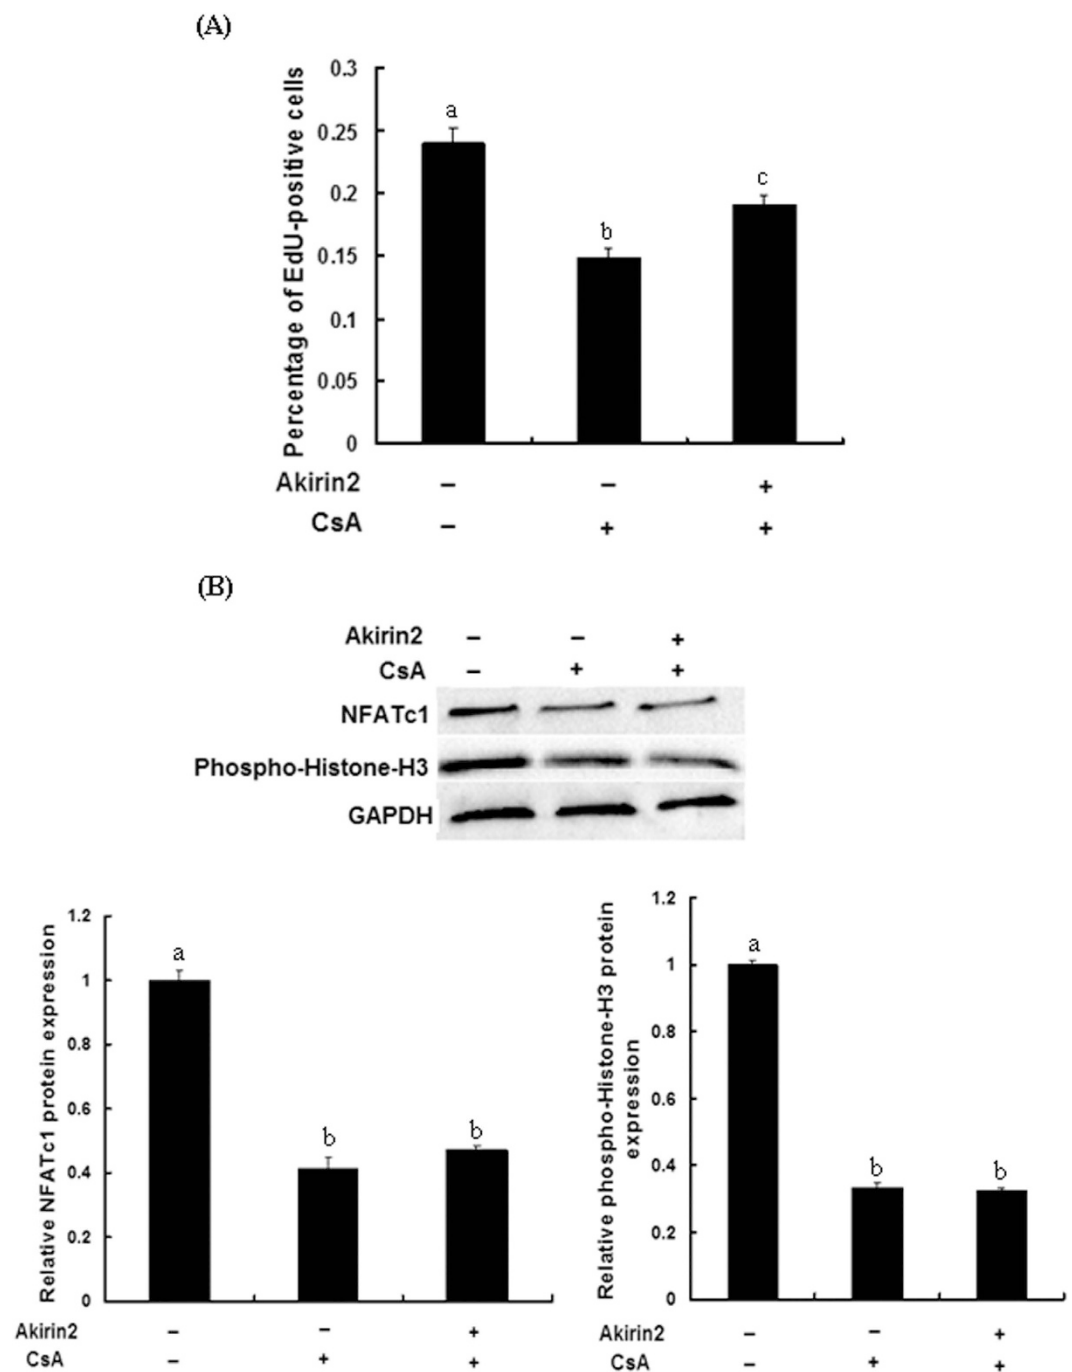 (A)
Percentage of EdU-positive cells
0.3
0.25
0.2
0.15
0.1
0.05
0
a
b
c
Akirin2 – – +
CsA – + +
(B)
Akirin2 – – +
CsA – + +
NFATc1
Phospho-Histone-H3
GAPDH
Relative NFATc1 protein expression
1.2
1
0.8
0.6
0.4
0.2
0
a
b
b
Akirin2 – – +
CsA – + +
Relative phospho-Histone-H3 protein
expression
1.2
1
0.8
0.6
0.4
0.2
0
a
b
b
Akirin2 – – +
CsA – + +